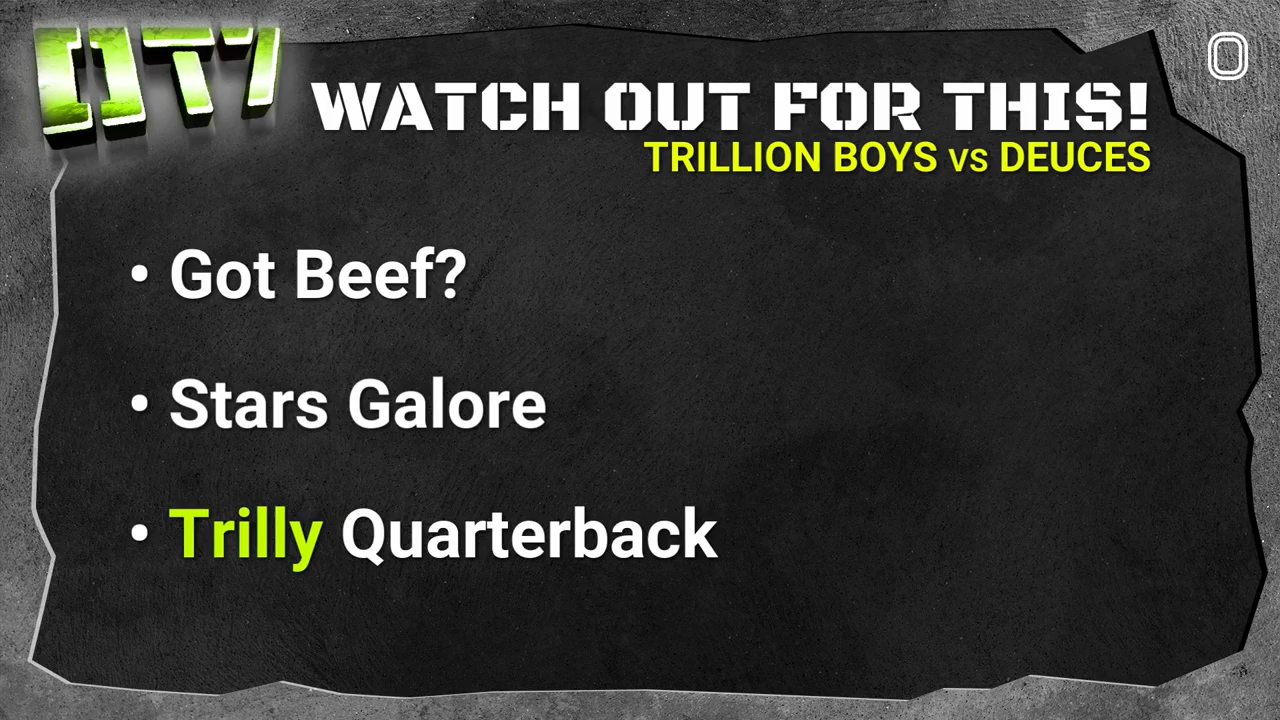 OT7
WATCH OUT FOR THIS!
TRILLION BOYS VS DEUCES
• Got Beef?
• Stars Galore
• Trilly Quarterback